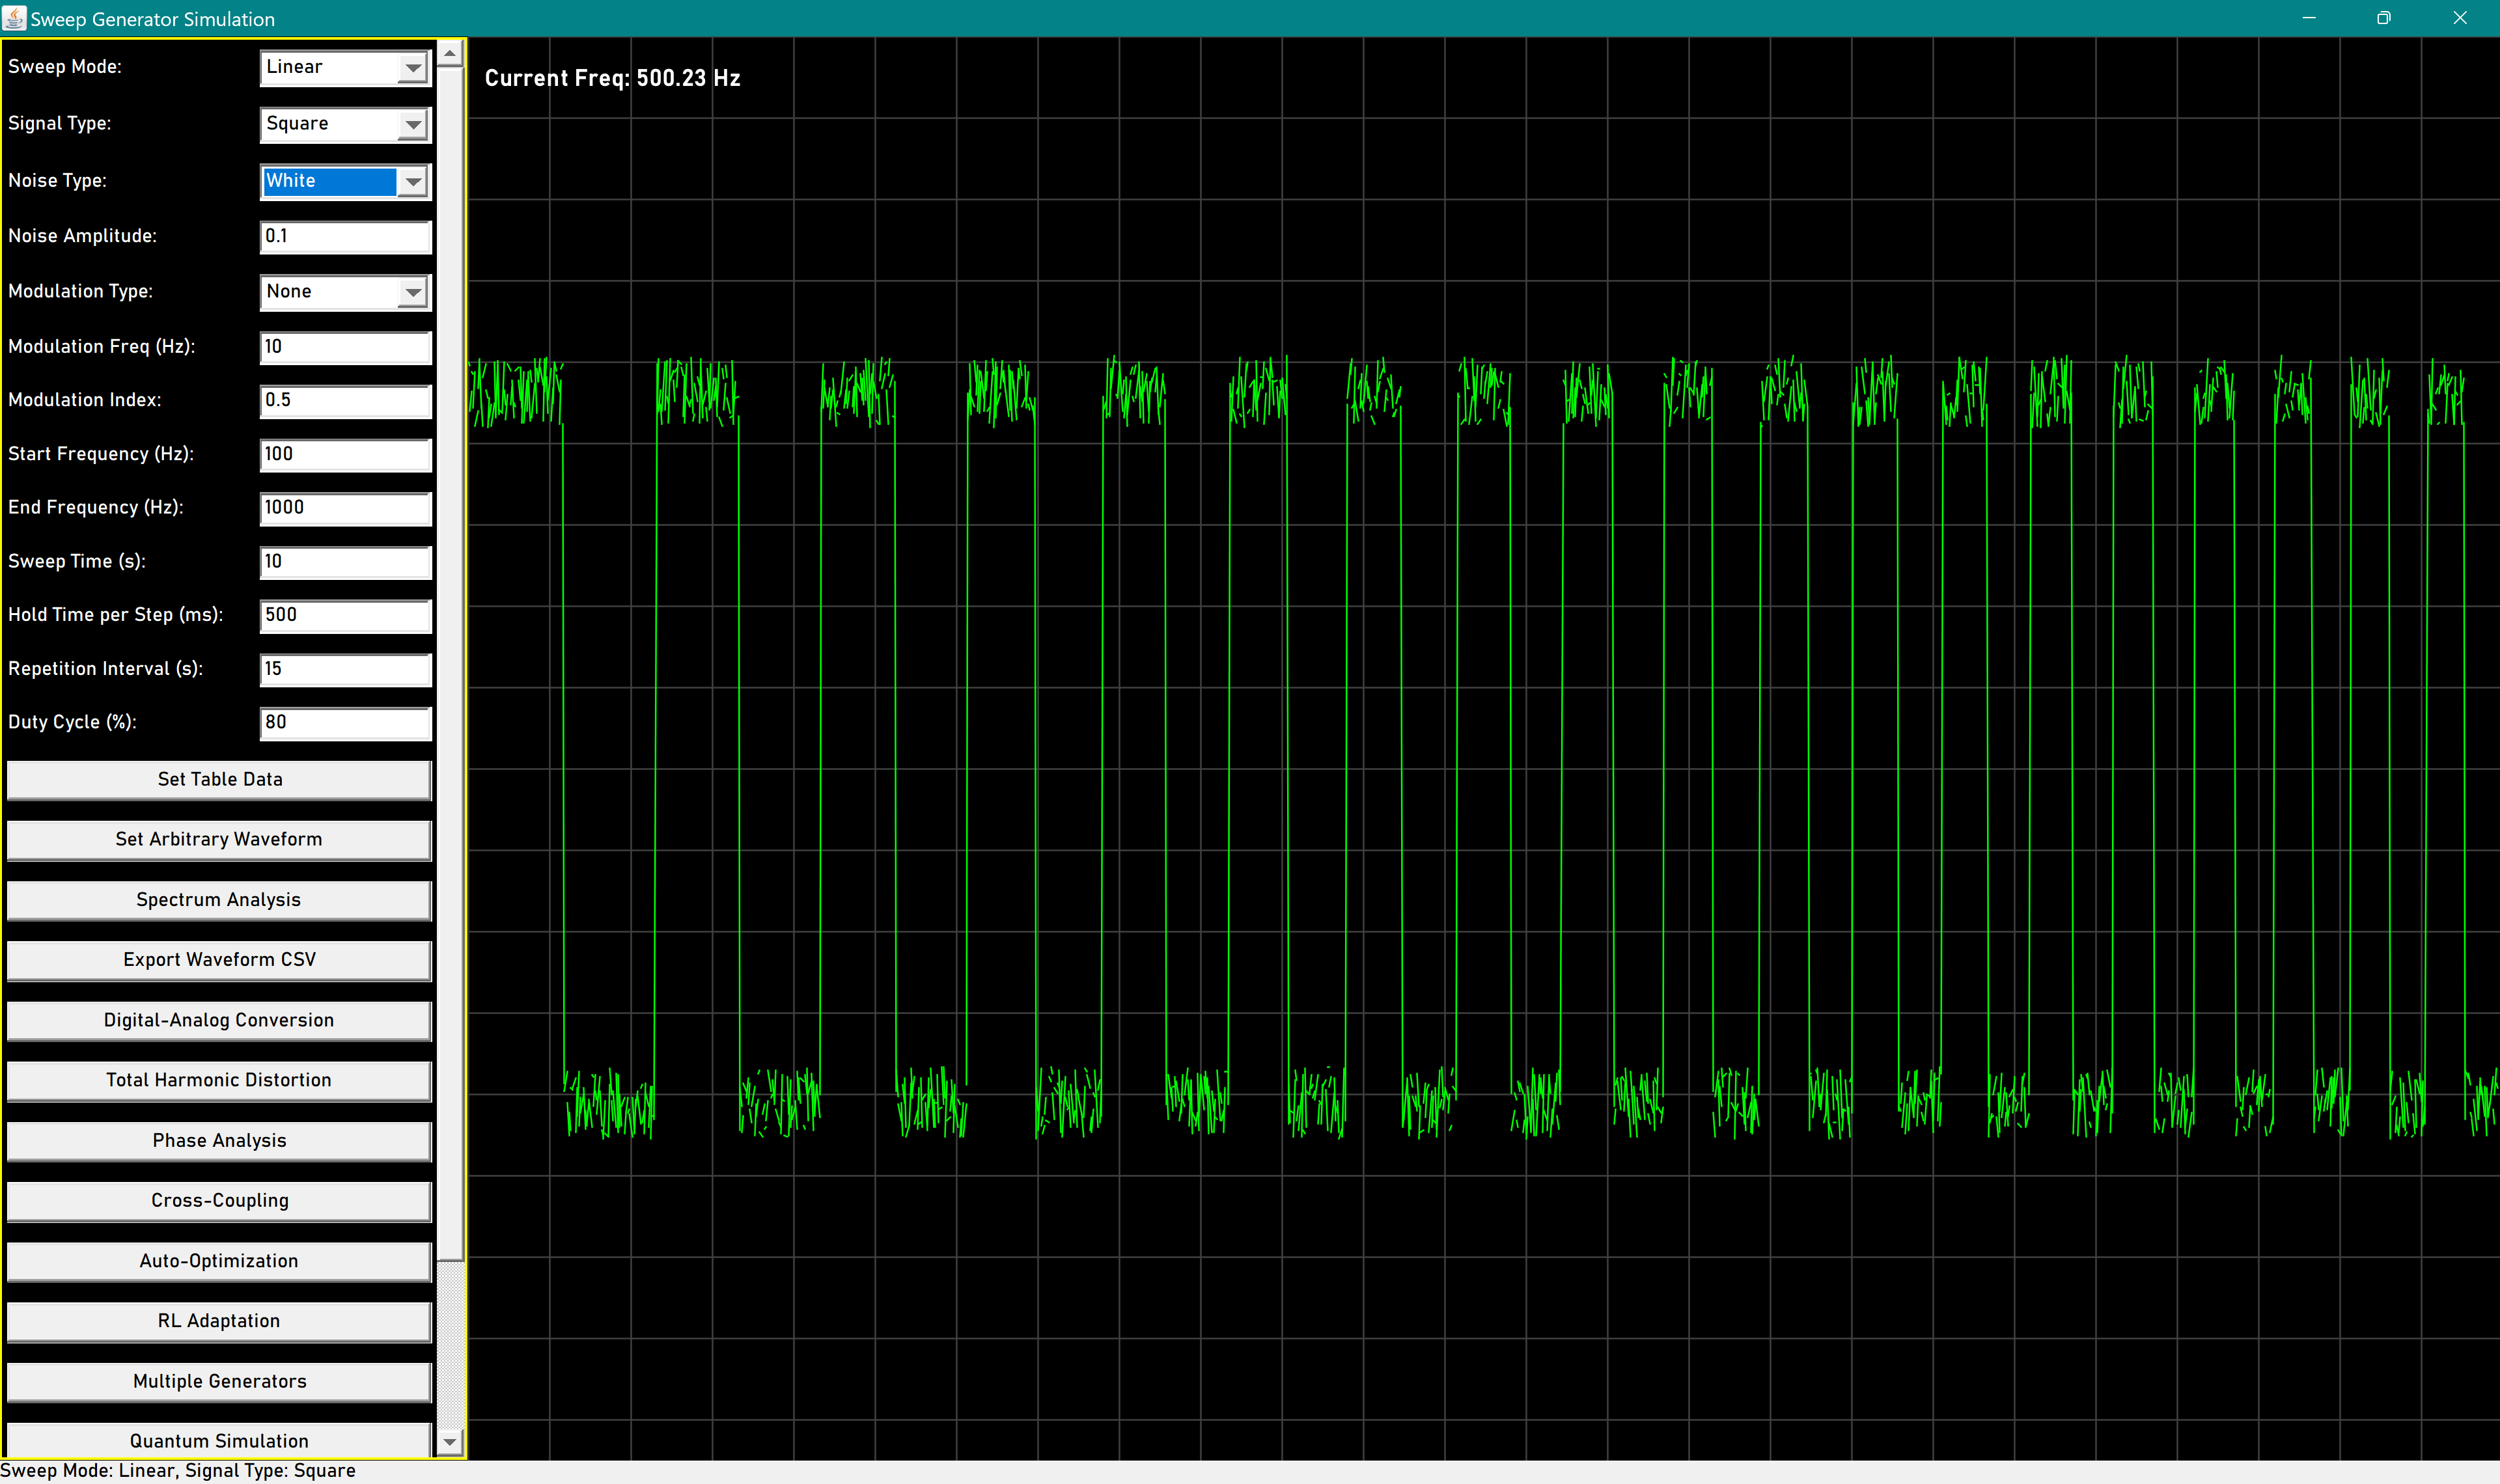 Sweep Generator Simulation
Sweep Mode: Linear
Signal Type: Square
Noise Type: White
Noise Amplitude: 0.1
Modulation Type: None
Modulation Freq (Hz): 10
Modulation Index: 0.5
Start Frequency (Hz): 100
End Frequency (Hz): 1000
Sweep Time (s): 10
Hold Time per Step (ms): 500
Repetition Interval (s): 15
Duty Cycle (%): 80
Set Table Data
Set Arbitrary Waveform
Spectrum Analysis
Export Waveform CSV
Digital-Analog Conversion
Total Harmonic Distortion
Phase Analysis
Cross-Coupling
Auto-Optimization
RL Adaptation
Multiple Generators
Quantum Simulation
Current Freq: 500.23 Hz
Sweep Mode: Linear, Signal Type: Square